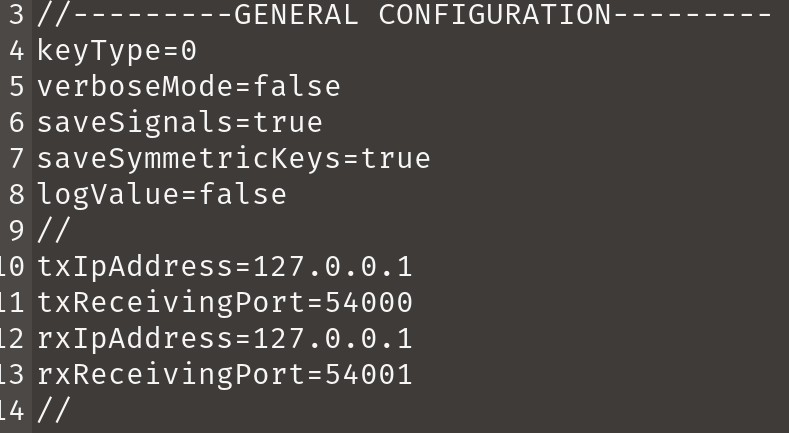 3 //---------GENERAL CONFIGURATION---------
4 keyType=0
5 verboseMode=false
6 saveSignals=true
7 saveSymmetricKeys=true
8 logValue=false
9 //
10 txIpAddress=127.0.0.1
11 txReceivingPort=54000
12 rxIpAddress=127.0.0.1
13 rxReceivingPort=54001
14 //